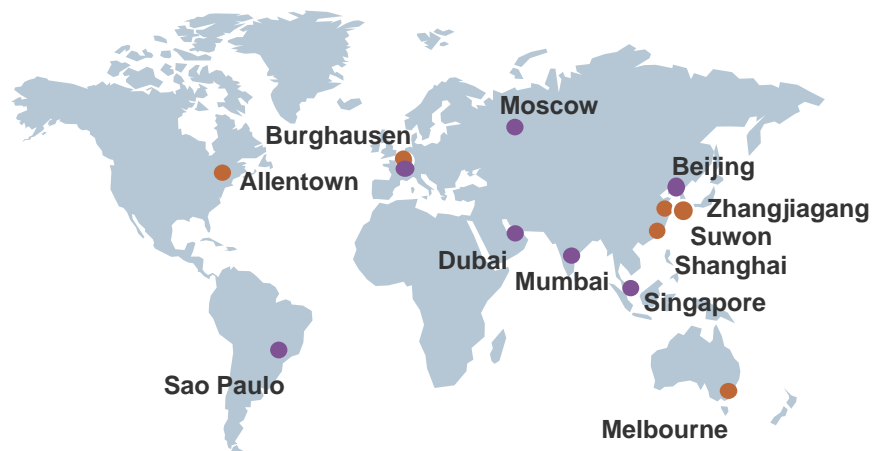 Moscow
Burghausen
Beijing
Allentown
Zhangjiagang
Suwon
Dubai
Shanghai
Mumbai
Singapore
Sao Paulo
Melbourne